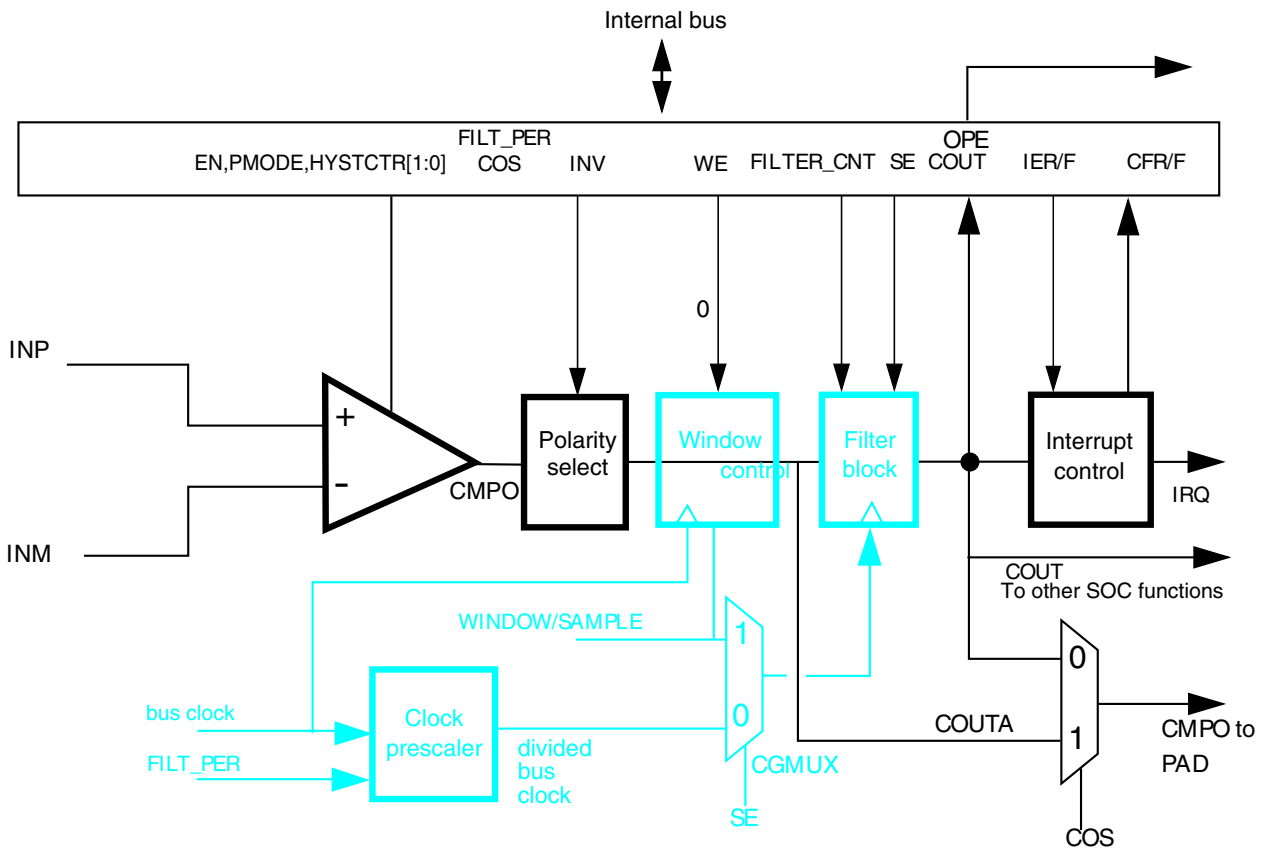 Internal bus
FILT_PER
OPE
EN,PMODE,HYSTCTR[1:0]
COS
INV
WE
FILTER_CNT
SE
COUT
IER/F
CFR/F
0
INP
+
-
INM
CMPO
Polarity
select
Window
control
Filter
block
Interrupt
control
IRQ
COUT
To other SOC functions
WINDOW/SAMPLE
1
0
CGMUX
SE
bus clock
FILT_PER
Clock
prescaler
divided
bus
clock
COUTA
0
1
COS
CMPO to
PAD